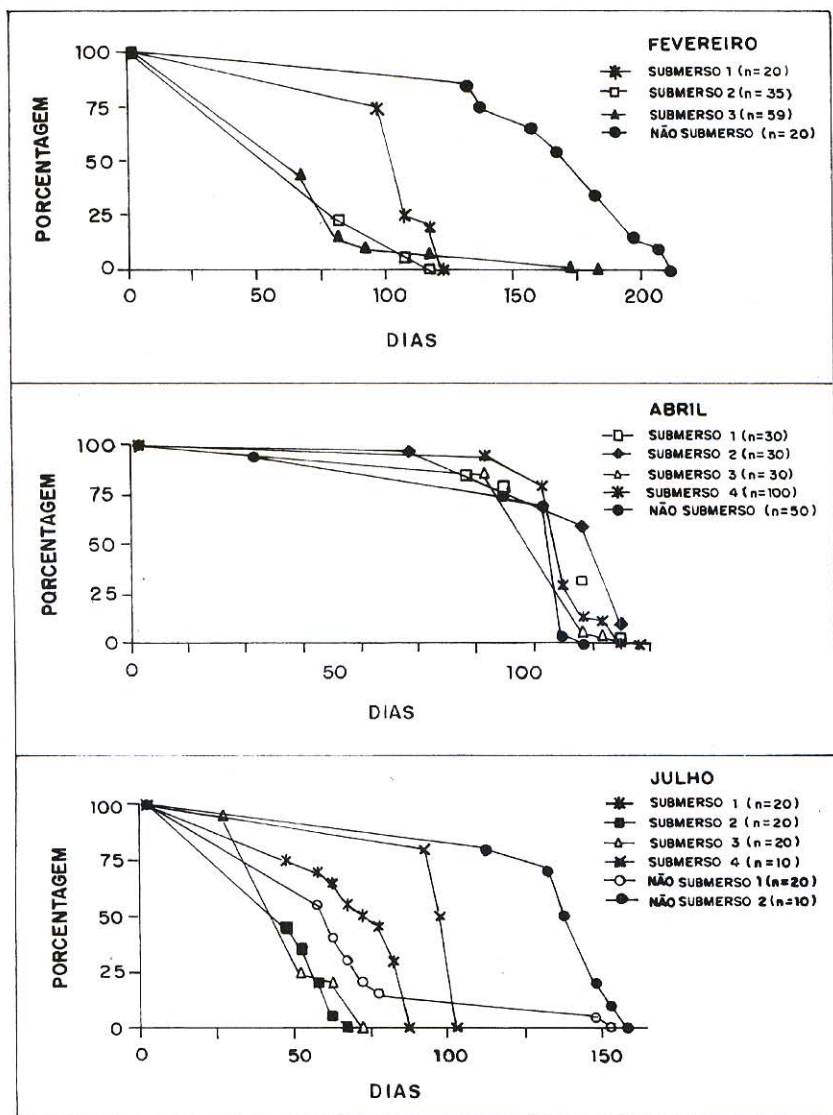 FEVEREIRO
SUBMERSO 1 (n=20)
SUBMERSO 2 (n=35)
SUBMERSO 3 (n=59)
NÃO SUBMERSO (n=20)
PORCENTAGEM
100
75
50
25
0
0 50 100 150 200
DIAS
ABRIL
SUBMERSO 1 (n=30)
SUBMERSO 2 (n=30)
SUBMERSO 3 (n=30)
SUBMERSO 4 (n=100)
NÃO SUBMERSO (n=50)
PORCENTAGEM
100
75
50
25
0
0 50 100
DIAS
JULHO
SUBMERSO 1 (n=20)
SUBMERSO 2 (n=20)
SUBMERSO 3 (n=20)
SUBMERSO 4 (n=10)
NÃO SUBMERSO 1 (n=20)
NÃO SUBMERSO 2 (n=10)
PORCENTAGEM
100
75
50
25
0
0 50 100 150
DIAS